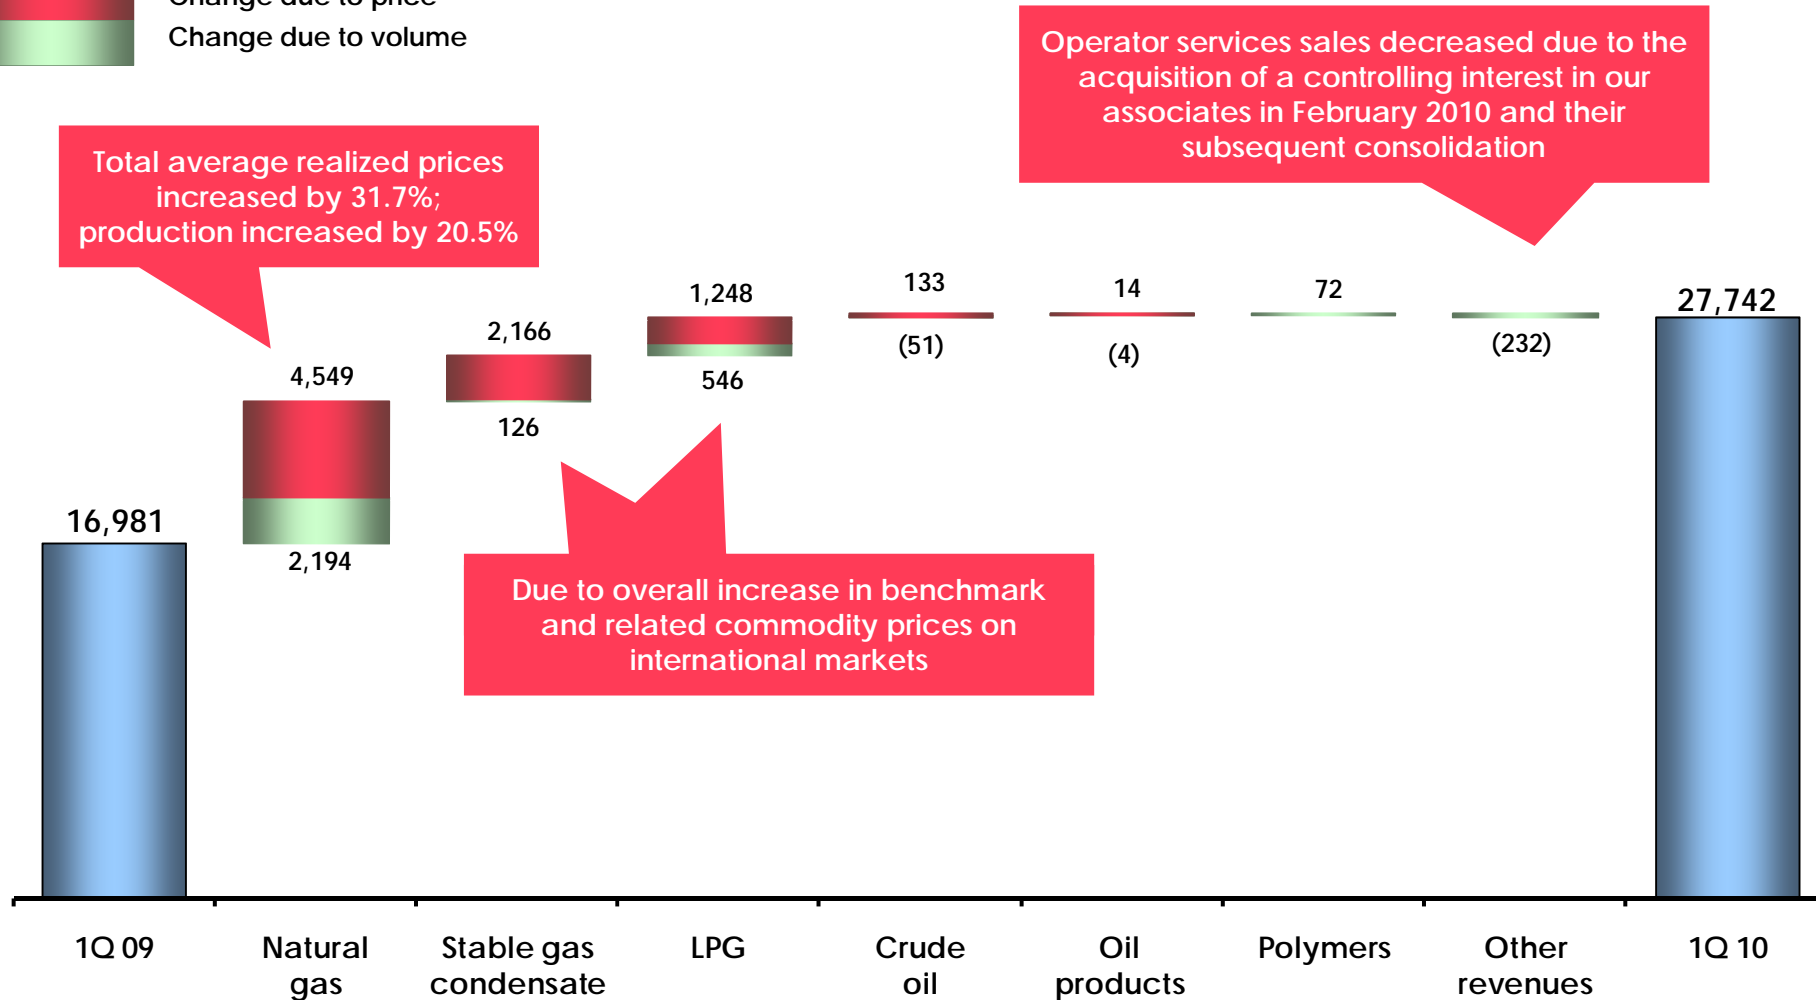 Change due to price
Change due to volume
Operator services sales decreased due to the
acquisition of a controlling interest in our
associates in February 2010 and their
subsequent consolidation
Total average realized prices
increased by 31.7%;
production increased by 20.5%
16,981
4,549
2,194
2,166
126
1,248
546
133
(51)
14
(4)
72
(232)
27,742
Due to overall increase in benchmark
and related commodity prices on
international markets
1Q 09
Natural
gas
Stable gas
condensate
LPG
Crude
oil
Oil
products
Polymers
Other
revenues
1Q 10